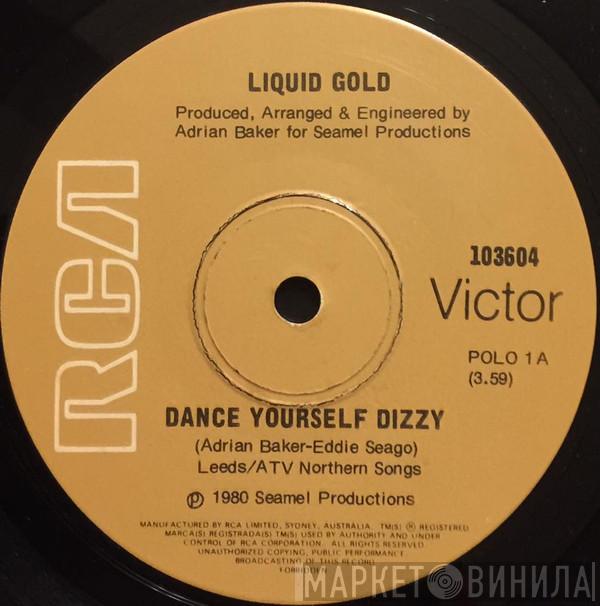 LIQUID GOLD
Produced, Arranged & Engineered by
Adrian Baker for Seamel Productions
RCA
103604
Victor
POLO 1 A
(3.59)
DANCE YOURSELF DIZZY
(Adrian Baker-Eddie Seago)
Leeds/ATV Northern Songs
℗ 1980 Seamel Productions
MANUFACTURED BY RCA LIMITED, SYDNEY, AUSTRALIA. TM(S) ® REGISTERED
MARCA(S) REGISTRADA(S) TM(S) USED BY AUTHORITY AND UNDER
CONTROL OF RCA CORPORATION. ALL RIGHTS RESERVED.
UNAUTHORIZED COPYING, PUBLIC PERFORMANCE
BROADCASTING OF THIS RECORD
FORBIDDEN
МАРКЕТ ВИНИЛА